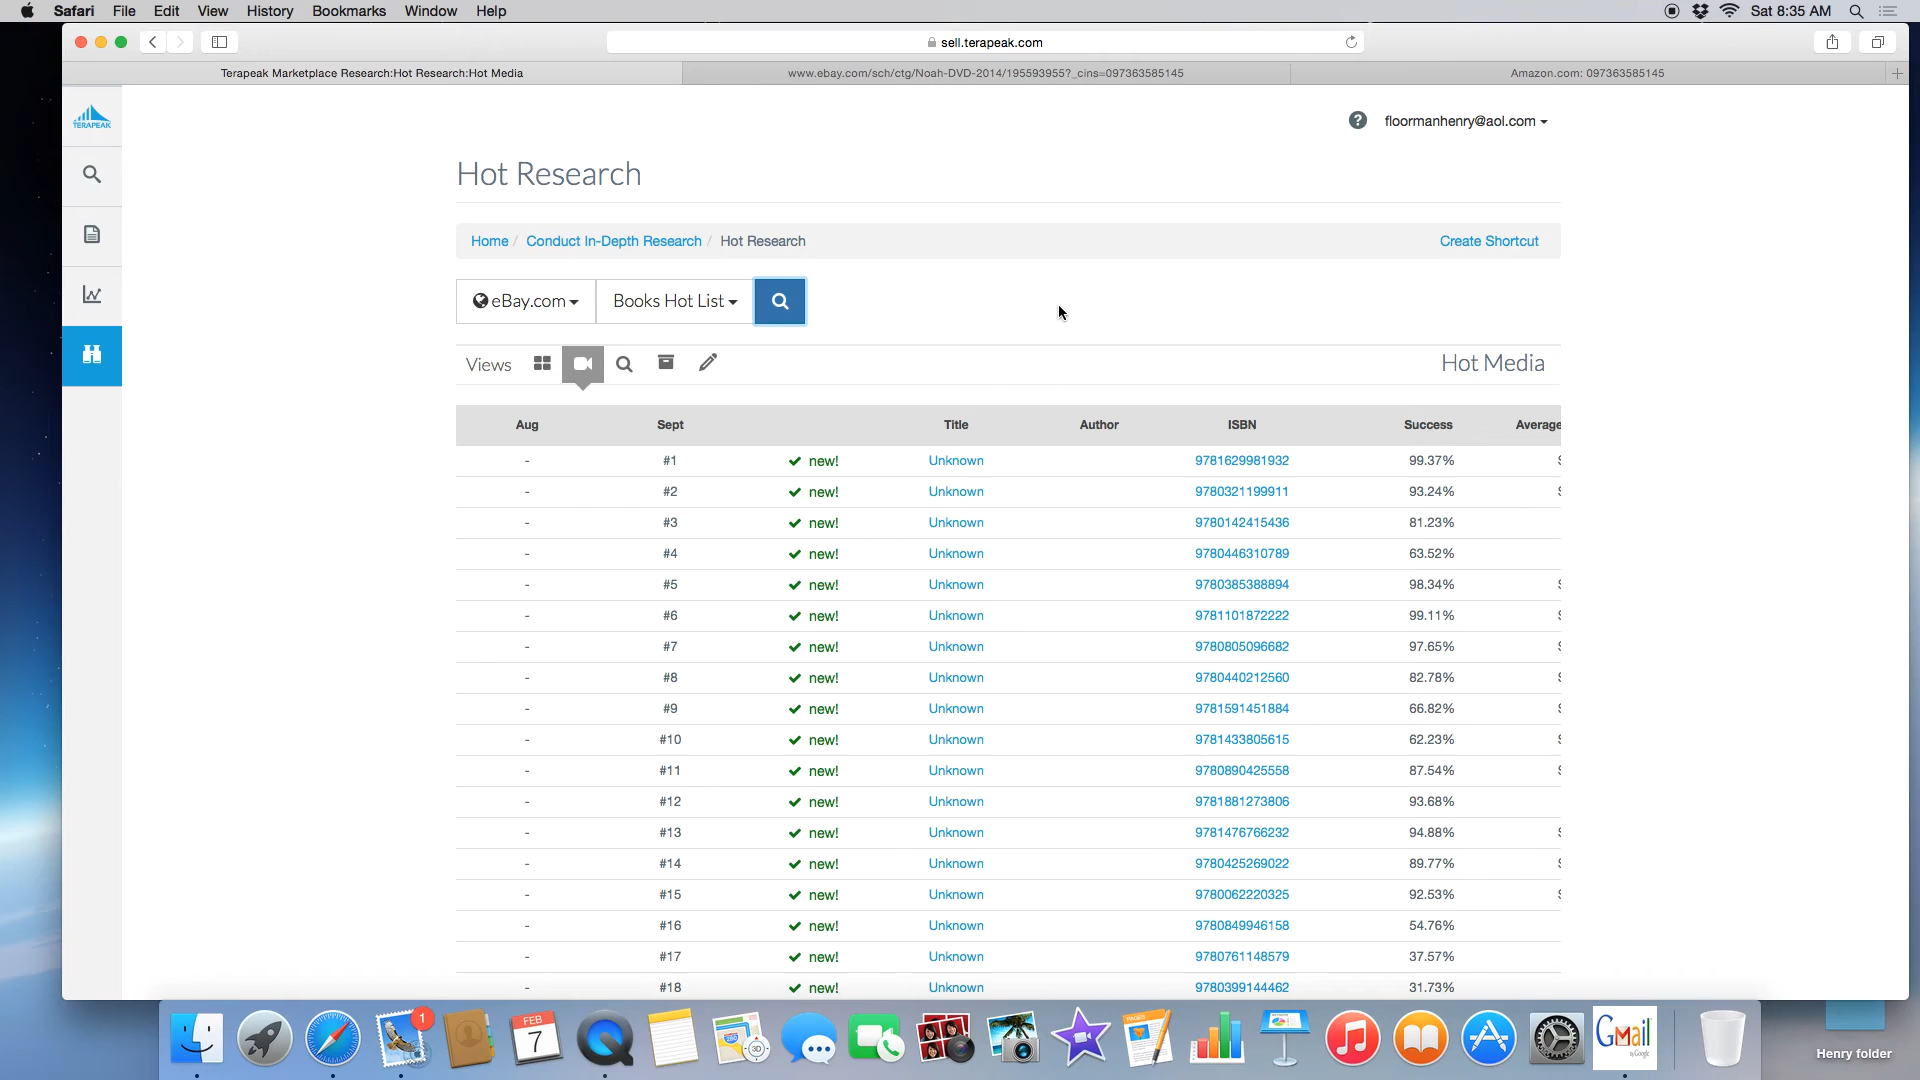 Safari File Edit View History Bookmarks Window Help Sat 8:35 AM
sell.terapeak.com
Terapeak Marketplace Research:Hot Research:Hot Media www.ebay.com/sch/ctg/Noah-DVD-2014/195593955?_cins=097363585145 Amazon.com: 097363585145
TERAPEAK
? floormanhenry@aol.com
Hot Research
Home / Conduct In-Depth Research / Hot Research Create Shortcut
eBay.com Books Hot List
Views Hot Media
Aug Sept Title Author ISBN Success Average
- #1 new! Unknown 9781629981932 99.37%
- #2 new! Unknown 9780321199911 93.24%
- #3 new! Unknown 9780142415436 81.23%
- #4 new! Unknown 9780446310789 63.52%
- #5 new! Unknown 9780385388894 98.34%
- #6 new! Unknown 9781101872222 99.11%
- #7 new! Unknown 9780805096682 97.65%
- #8 new! Unknown 9780440212560 82.78%
- #9 new! Unknown 9781591451884 66.82%
- #10 new! Unknown 9781433805615 62.23%
- #11 new! Unknown 9780890425558 87.54%
- #12 new! Unknown 9781881273806 93.68%
- #13 new! Unknown 9781476766232 94.88%
- #14 new! Unknown 9780425269022 89.77%
- #15 new! Unknown 9780062220325 92.53%
- #16 new! Unknown 9780849946158 54.76%
- #17 new! Unknown 9780761148579 37.57%
- #18 new! Unknown 9780399144462 31.73%
1
FEB
7
PAGES
280
3D
Gmail
by Google
Henry folder